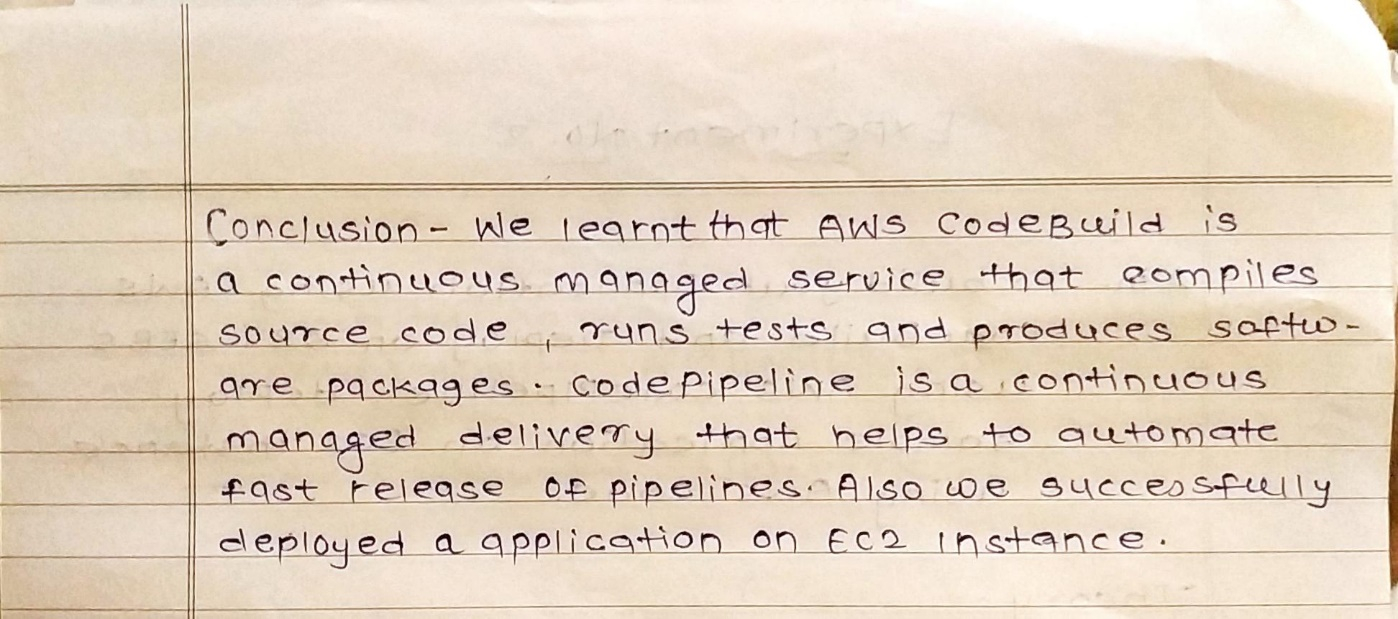 Conclusion - We learnt that AWS CodeBuild is
a continuous managed service that compiles
source code , runs tests and produces softw-
are packages. codepipeline is a continuous
managed delivery that helps to automate
fast release of pipelines. Also we successfully
deployed a application on EC2 instance.